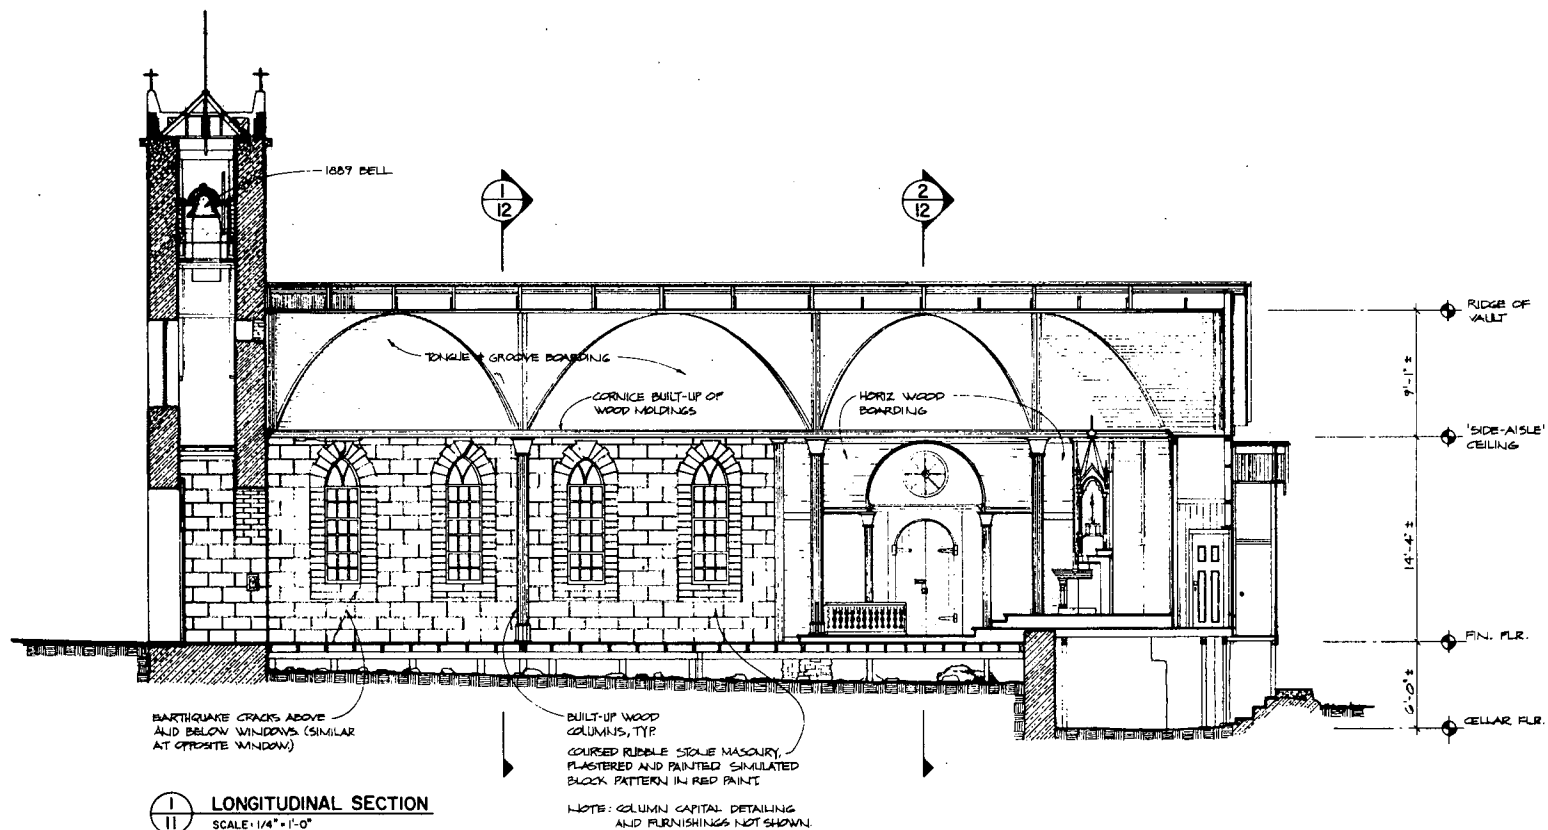 1889 BELL
1
12
2
12
RIDGE OF
VAULT
TONGUE + GROOVE BOARDING
9'-1" ±
CORNICE BUILT-UP OF
WOOD MOLDINGS
HORIZ WOOD
BOARDING
'SIDE-AISLE'
CEILING
14'-4" ±
FIN. FLR.
6'-0" ±
CELLAR FLR.
EARTHQUAKE CRACKS ABOVE
AND BELOW WINDOWS (SIMILAR
AT OPPOSITE WINDOW)
BUILT-UP WOOD
COLUMNS, TYP.
COURSED RUBBLE STONE MASONRY,
PLASTERED AND PAINTED SIMULATED
BLOCK PATTERN IN RED PAINT.
NOTE: COLUMN CAPITAL DETAILING
AND FURNISHINGS NOT SHOWN.
1
11
LONGITUDINAL SECTION
SCALE: 1/4" = 1'-0"